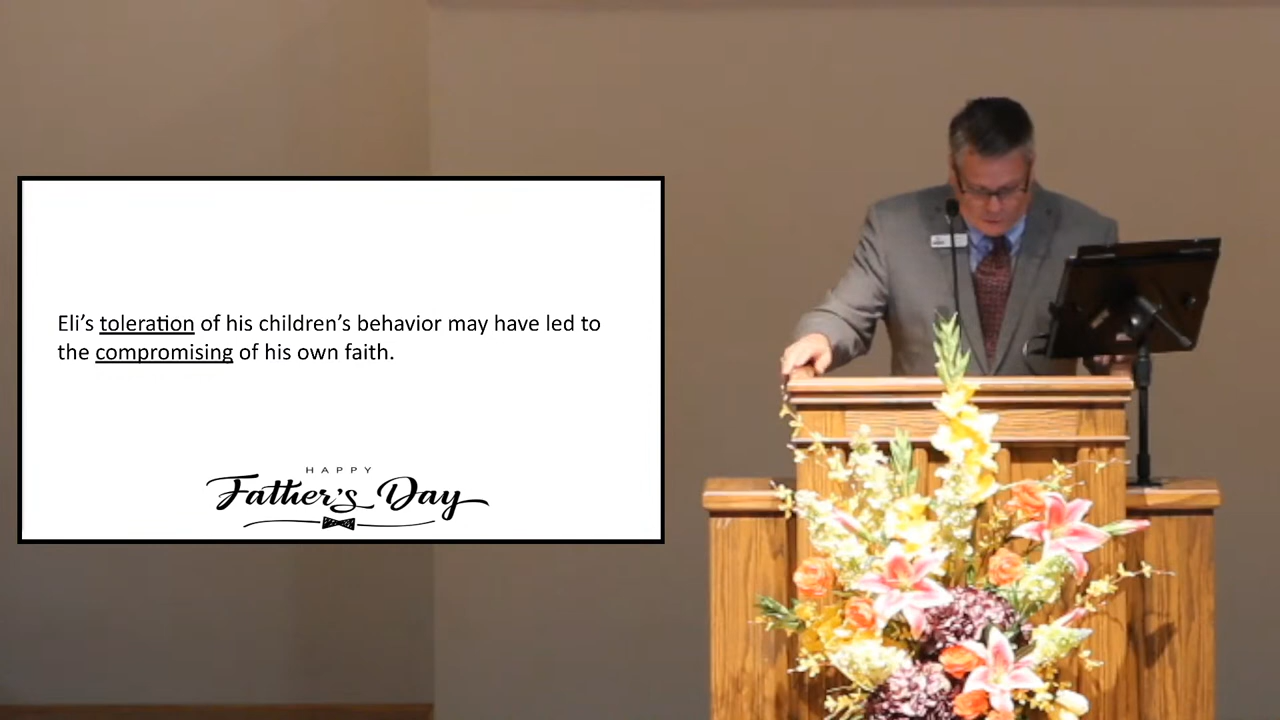 Eli’s toleration of his children’s behavior may have led to
the compromising of his own faith.
HAPPY
Father's Day